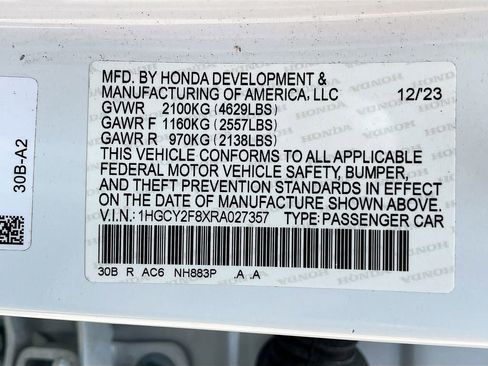 MFD. BY HONDA DEVELOPMENT &
MANUFACTURING OF AMERICA, LLC 12/23
GVWR 2100KG (4629LBS)
GAWR F 1160KG (2557LBS)
GAWR R 970KG (2138LBS)
THIS VEHICLE CONFORMS TO ALL APPLICABLE
FEDERAL MOTOR VEHICLE SAFETY, BUMPER,
AND THEFT PREVENTION STANDARDS IN EFFECT
ON THE DATE OF MANUFACTURE SHOWN ABOVE.
V.I.N.: 1HGCY2F8XRA027357 TYPE: PASSENGER CAR
30B R AC6 NH883P .A .A
30B-A2